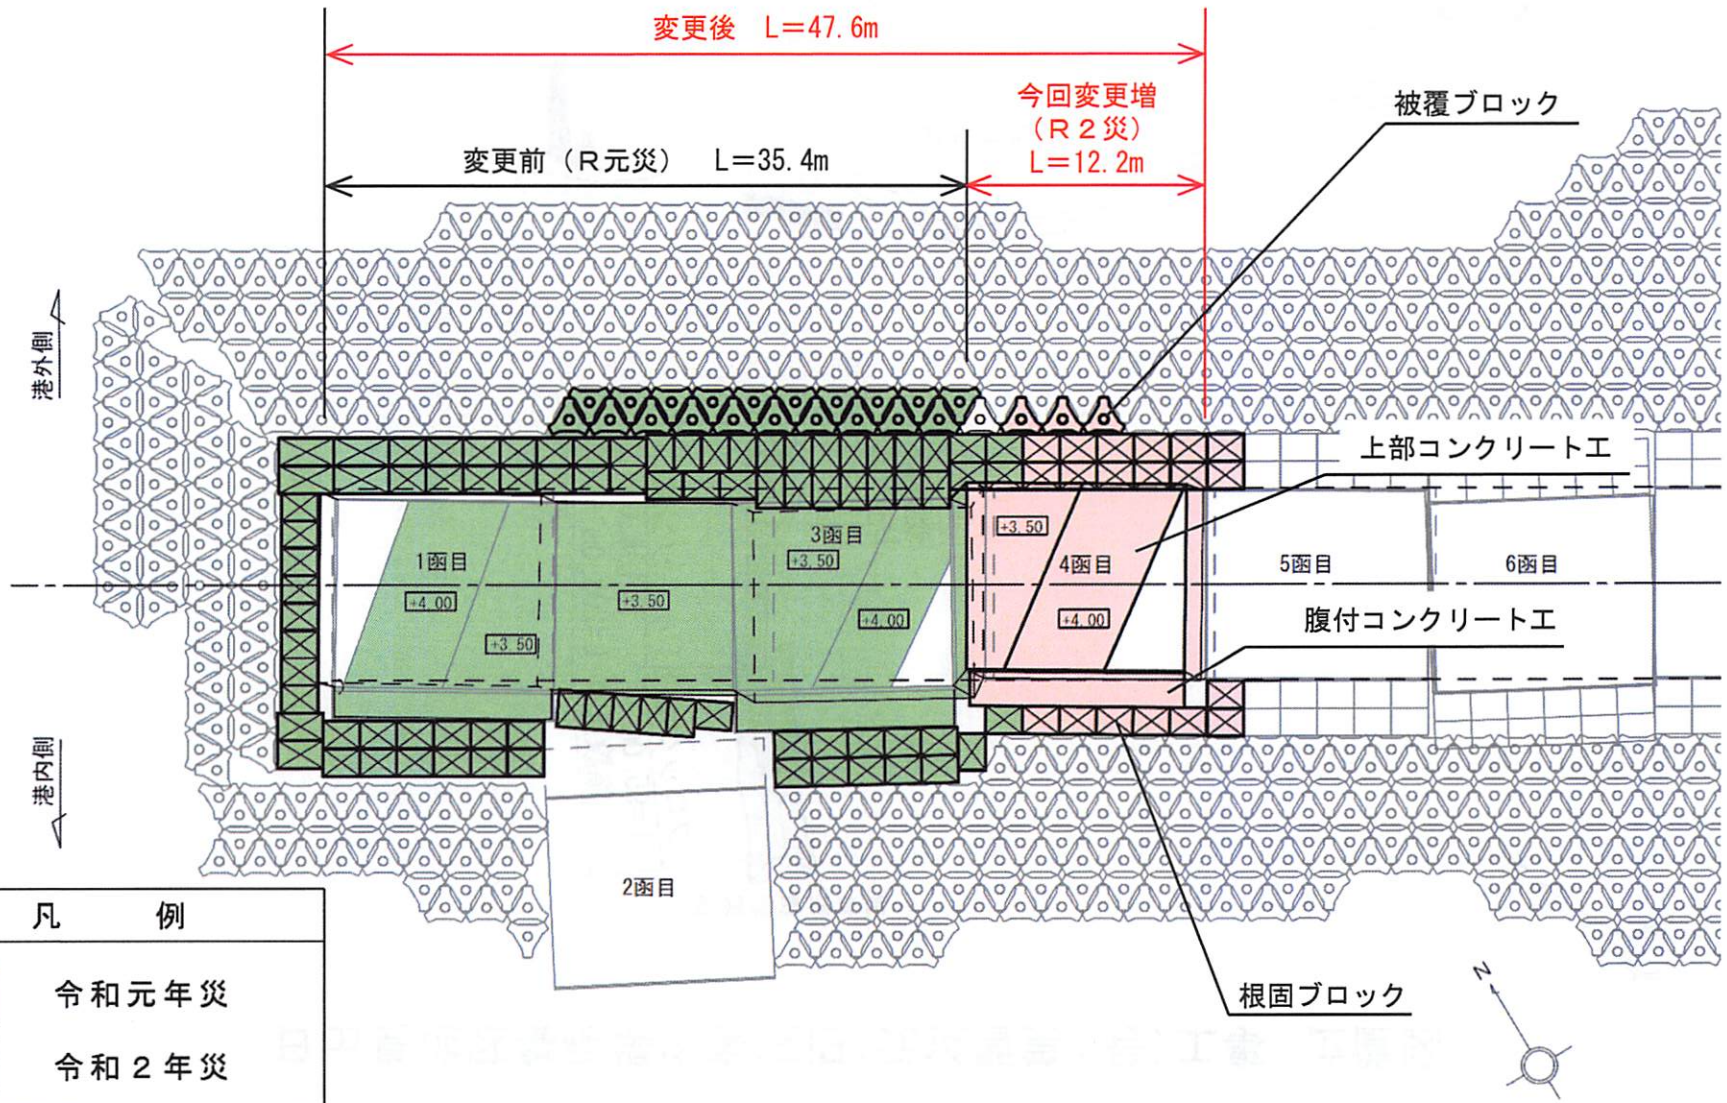 変更後 L=47.6m
今回変更増
(R2災)
L=12.2m
変更前(R元災) L=35.4m
被覆ブロック
港外側
上部コンクリート工
1函目
+4.00
+3.50
+3.50
3函目
+3.50
+4.00
+3.50
4函目
+4.00
5函目
6函目
腹付コンクリート工
港内側
2函目
根固ブロック
N
凡 例
令和元年災
令和2年災